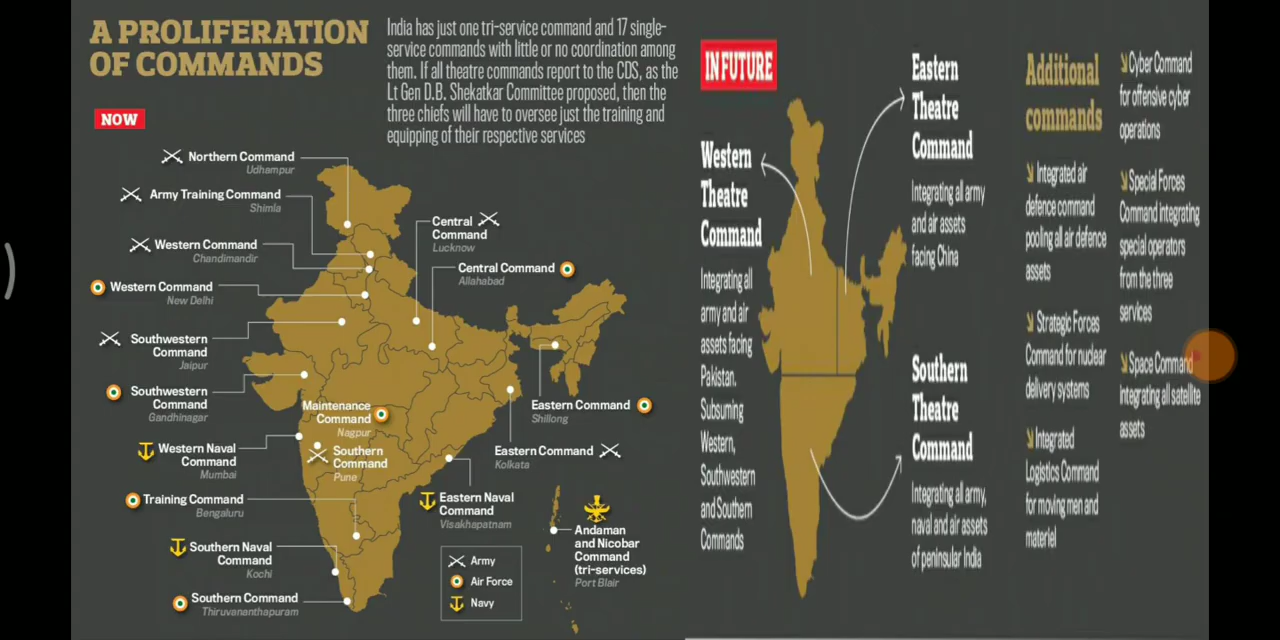 A PROLIFERATION
OF COMMANDS
India has just one tri-service command and 17 single-
service commands with little or no coordination among
them. If all theatre commands report to the CDS, as the
Lt Gen D.B. Shekatkar Committee proposed, then the
three chiefs will have to oversee just the training and
equipping of their respective services
NOW
Northern Command
Udhampur
Army Training Command
Shimla
Western Command
Chandimandir
Western Command
New Delhi
Southwestern
Command
Jaipur
Southwestern
Command
Gandhinagar
Western Naval
Command
Mumbai
Training Command
Bengaluru
Southern Naval
Command
Kochi
Southern Command
Thiruvananthapuram
Central
Command
Lucknow
Central Command
Allahabad
Maintenance
Command
Nagpur
Southern
Command
Pune
Eastern Command
Shillong
Eastern Command
Kolkata
Eastern Naval
Command
Visakhapatnam
Andaman
and Nicobar
Command
(tri-services)
Port Blair
Army
Air Force
Navy
IN FUTURE
Western
Theatre
Command
Integrating all
army and air
assets facing
Pakistan.
Subsuming
Western,
Southwestern
and Southern
Commands
Eastern
Theatre
Command
Integrating all army
and air assets
facing China
Southern
Theatre
Command
Integrating all army,
naval and air assets
of peninsular India
Additional
commands
Integrated air
defence command
pooling all air defence
assets
Strategic Forces
Command for nuclear
delivery systems
Integrated
Logistics Command
for moving men and
materiel
Cyber Command
for offensive cyber
operations
Special Forces
Command integrating
special operators
from the three
services
Space Command
integrating all satellite
assets